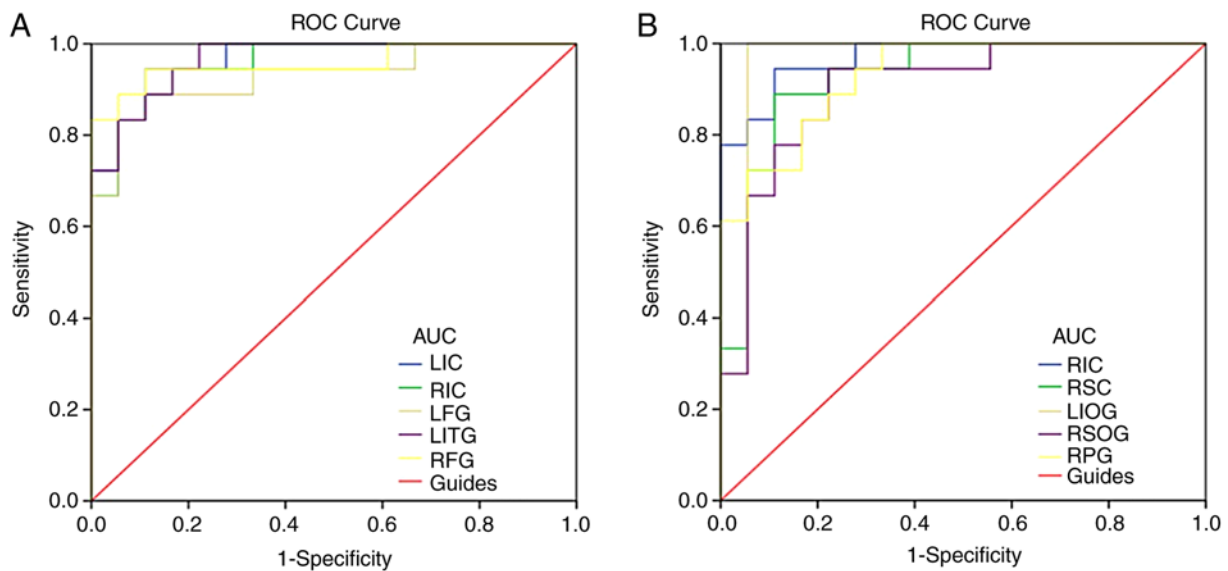 A
ROC Curve
1.0
0.8
0.6
0.4
0.2
0.0
Sensitivity
0.0 0.2 0.4 0.6 0.8 1.0
1-Specificity
AUC
LIC
RIC
LFG
LITG
RFG
Guides
B
ROC Curve
1.0
0.8
0.6
0.4
0.2
0.0
Sensitivity
0.0 0.2 0.4 0.6 0.8 1.0
1-Specificity
AUC
RIC
RSC
LIOG
RSOG
RPG
Guides